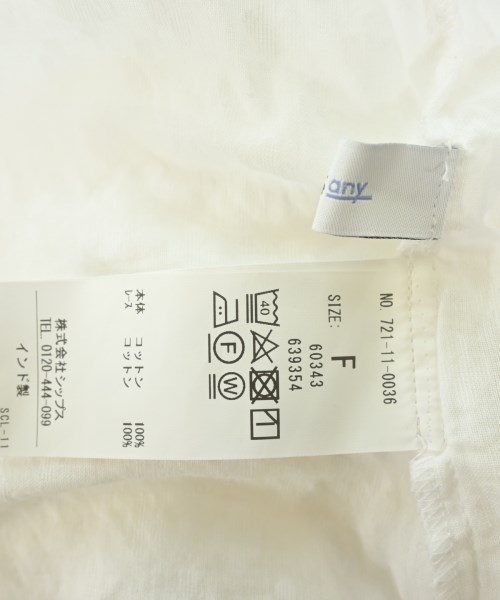 any
NO. 721-11-0036
SIZE: F
60343
639354
40
F
W
本体 コットン 100%
レース コットン 100%
株式会社シップス
TEL. 0120-444-099
インド製
SCL-11